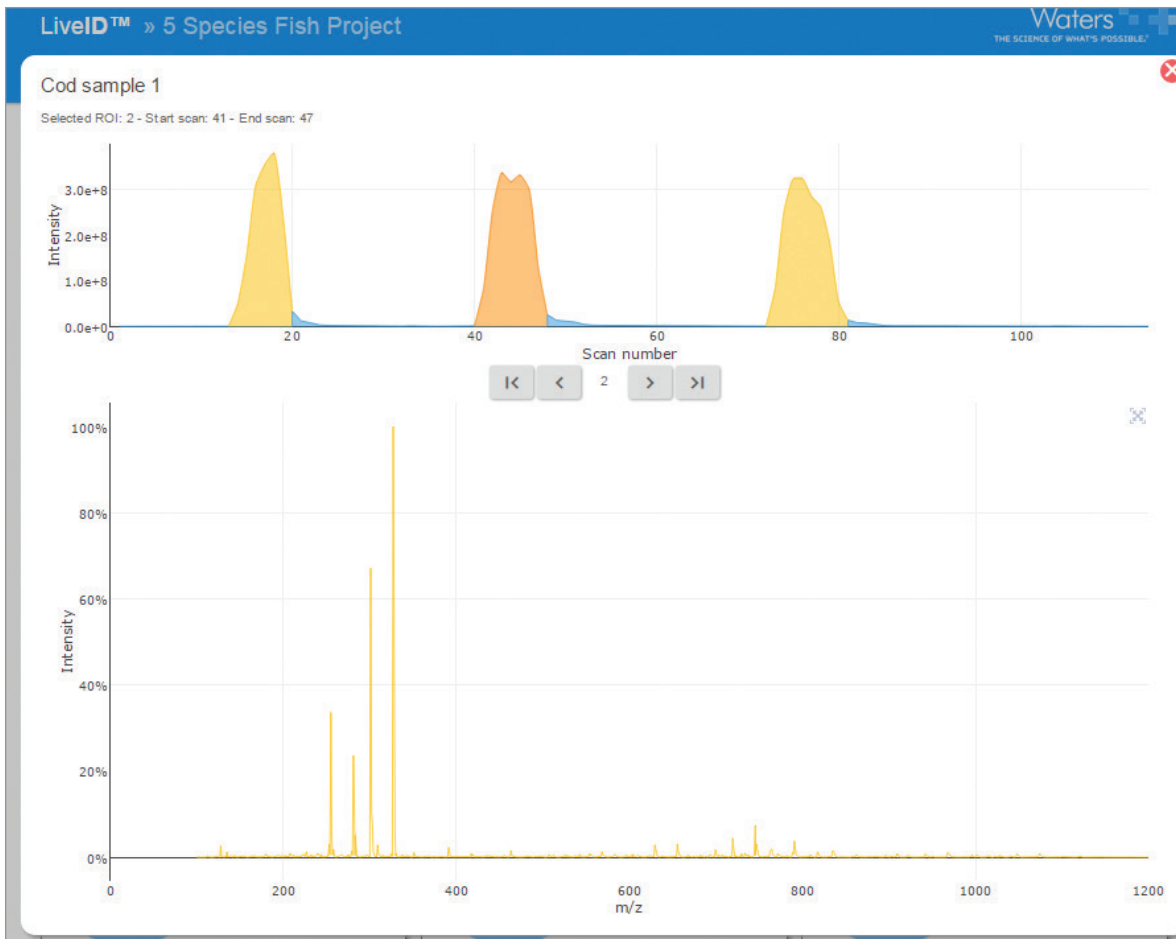 LiveID™ » 5 Species Fish Project
Waters
THE SCIENCE OF WHAT'S POSSIBLE.®
Cod sample 1
Selected ROI: 2 - Start scan: 41 - End scan: 47
Intensity
3.0e+8
2.0e+8
1.0e+8
0.0e+0
0 20 40 60 80 100
Scan number
2
Intensity
100%
80%
60%
40%
20%
0%
0 200 400 600 800 1000 1200
m/z